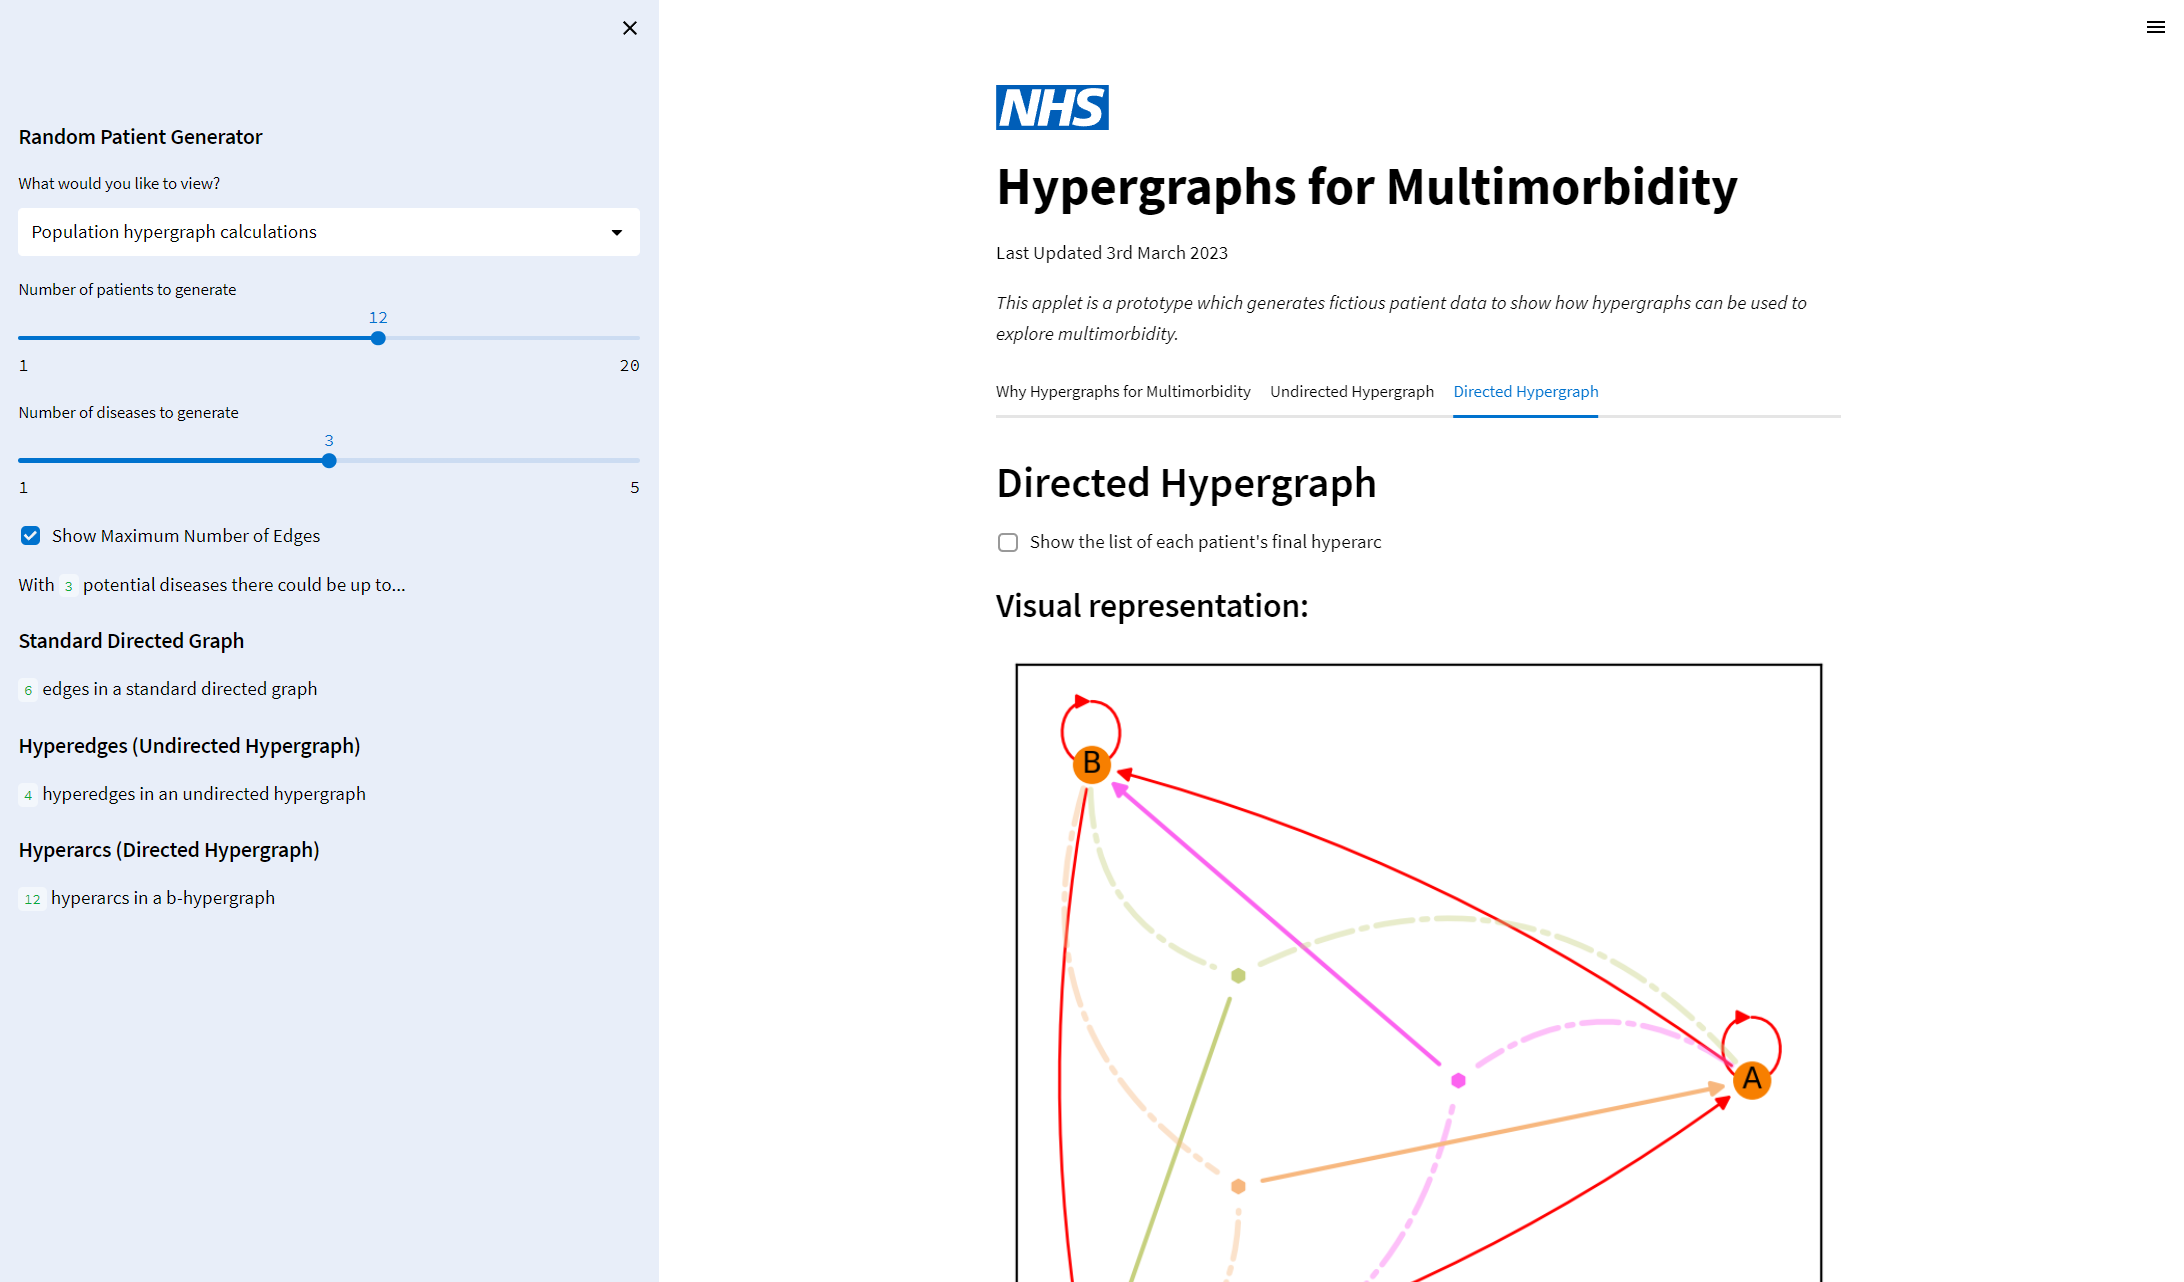 Random Patient Generator
What would you like to view?
Population hypergraph calculations
Number of patients to generate
12
1 20
Number of diseases to generate
3
1 5
Show Maximum Number of Edges
With 3 potential diseases there could be up to...
Standard Directed Graph
6 edges in a standard directed graph
Hyperedges (Undirected Hypergraph)
4 hyperedges in an undirected hypergraph
Hyperarcs (Directed Hypergraph)
12 hyperarcs in a b-hypergraph
NHS
Hypergraphs for Multimorbidity
Last Updated 3rd March 2023
This applet is a prototype which generates fictious patient data to show how hypergraphs can be used to
explore multimorbidity.
Why Hypergraphs for Multimorbidity Undirected Hypergraph Directed Hypergraph
Directed Hypergraph
Show the list of each patient's final hyperarc
Visual representation:
B
A